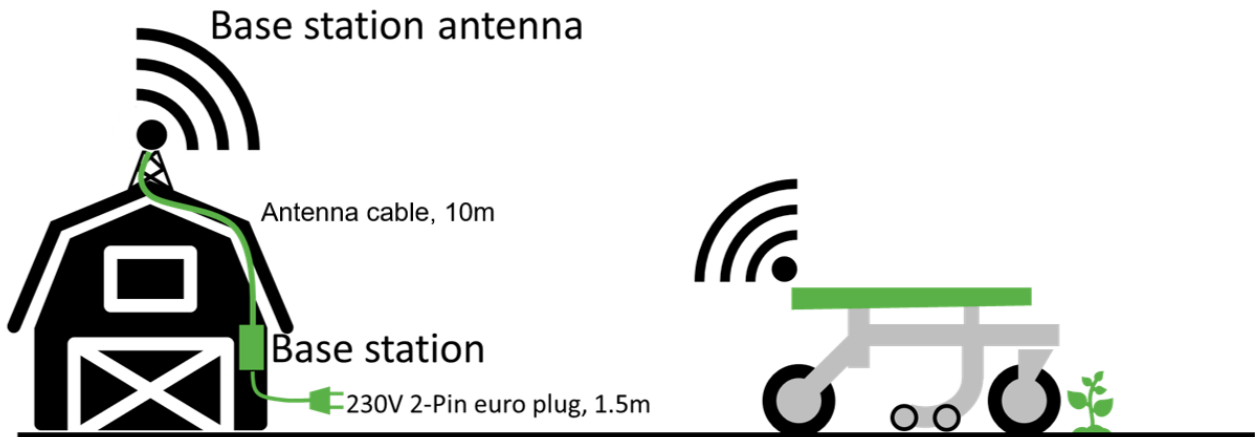 Base station antenna
Antenna cable, 10m
Base station
230V 2-Pin euro plug, 1.5m